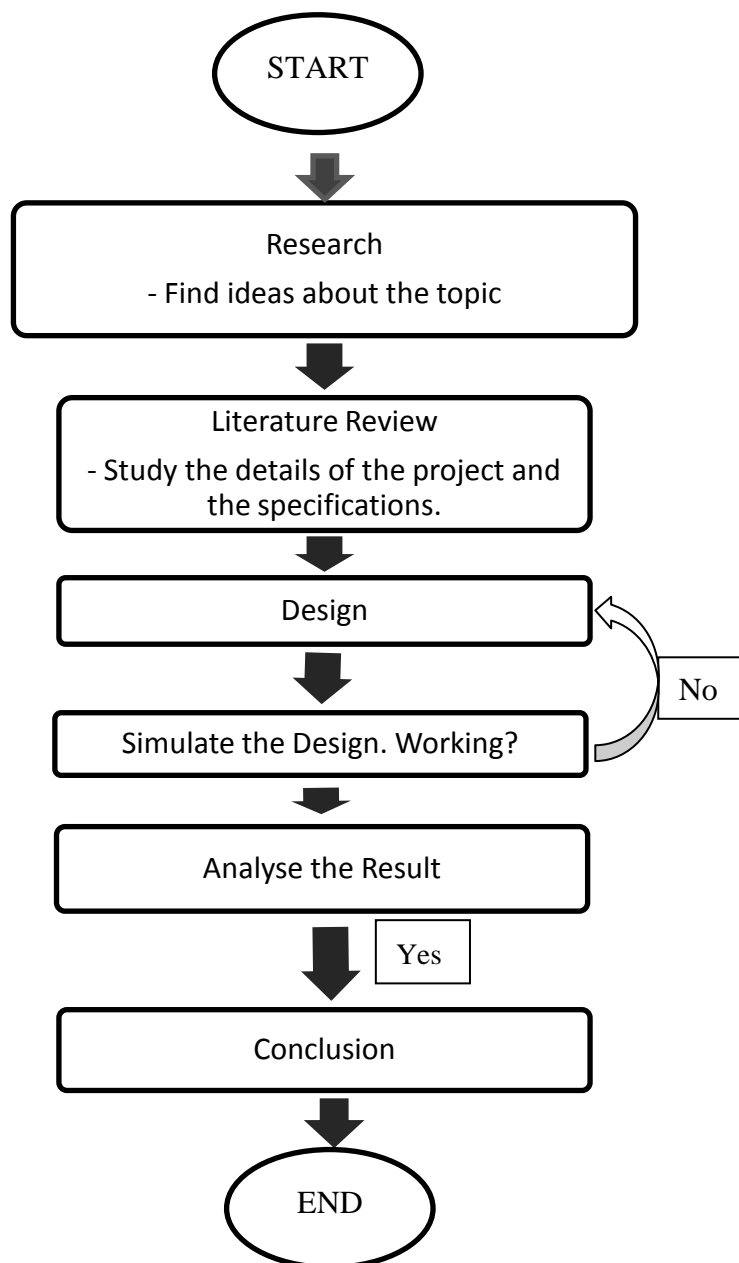 START
Research
- Find ideas about the topic
Literature Review
- Study the details of the project and
the specifications.
Design
No
Simulate the Design. Working?
Analyse the Result
Yes
Conclusion
END